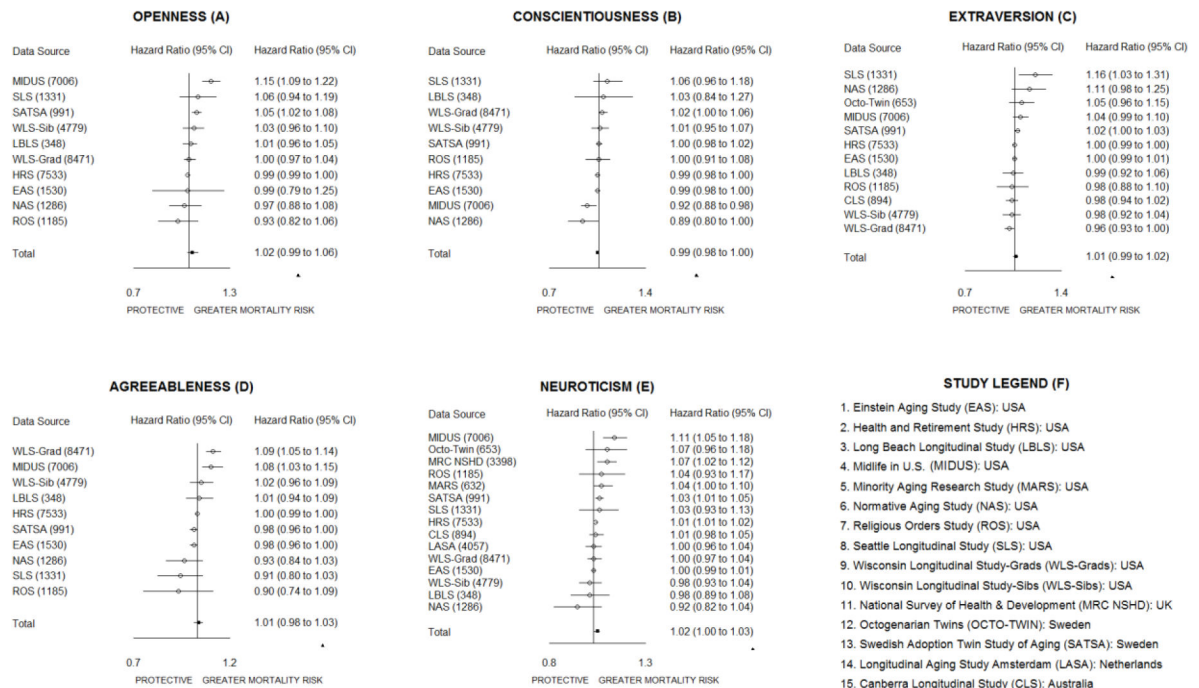 OPENNESS (A)
Data Source Hazard Ratio (95% CI) Hazard Ratio (95% CI)
MIDUS (7006) 1.15 (1.09 to 1.22)
SLS (1331) 1.06 (0.94 to 1.19)
SATSA (991) 1.05 (1.02 to 1.08)
WLS-Sib (4779) 1.03 (0.96 to 1.10)
LBLS (348) 1.01 (0.96 to 1.05)
WLS-Grad (8471) 1.00 (0.97 to 1.04)
HRS (7533) 0.99 (0.99 to 1.00)
EAS (1530) 0.99 (0.79 to 1.25)
NAS (1286) 0.97 (0.88 to 1.08)
ROS (1185) 0.93 (0.82 to 1.06)
Total 1.02 (0.99 to 1.06)
0.7 1.3
PROTECTIVE GREATER MORTALITY RISK
CONSCIENTIOUSNESS (B)
Data Source Hazard Ratio (95% CI) Hazard Ratio (95% CI)
SLS (1331) 1.06 (0.96 to 1.18)
LBLS (348) 1.03 (0.84 to 1.27)
WLS-Grad (8471) 1.02 (1.00 to 1.06)
WLS-Sib (4779) 1.01 (0.95 to 1.07)
SATSA (991) 1.00 (0.98 to 1.02)
ROS (1185) 1.00 (0.91 to 1.08)
HRS (7533) 0.99 (0.98 to 1.00)
EAS (1530) 0.99 (0.98 to 1.00)
MIDUS (7006) 0.92 (0.88 to 0.98)
NAS (1286) 0.89 (0.80 to 1.00)
Total 0.99 (0.98 to 1.00)
0.7 1.4
PROTECTIVE GREATER MORTALITY RISK
EXTRAVERSION (C)
Data Source Hazard Ratio (95% CI) Hazard Ratio (95% CI)
SLS (1331) 1.16 (1.03 to 1.31)
NAS (1286) 1.11 (0.98 to 1.25)
Octo-Twin (653) 1.05 (0.96 to 1.15)
MIDUS (7006) 1.04 (0.99 to 1.10)
SATSA (991) 1.02 (1.00 to 1.03)
HRS (7533) 1.00 (0.99 to 1.00)
EAS (1530) 1.00 (0.99 to 1.01)
LBLS (348) 0.99 (0.92 to 1.06)
ROS (1185) 0.98 (0.88 to 1.10)
CLS (894) 0.98 (0.94 to 1.02)
WLS-Sib (4779) 0.98 (0.92 to 1.04)
WLS-Grad (8471) 0.96 (0.93 to 1.00)
Total 1.01 (0.99 to 1.02)
0.7 1.4
PROTECTIVE GREATER MORTALITY RISK
AGREEABLENESS (D)
Data Source Hazard Ratio (95% CI) Hazard Ratio (95% CI)
WLS-Grad (8471) 1.09 (1.05 to 1.14)
MIDUS (7006) 1.08 (1.03 to 1.15)
WLS-Sib (4779) 1.02 (0.96 to 1.09)
LBLS (348) 1.01 (0.94 to 1.09)
HRS (7533) 1.00 (0.99 to 1.00)
SATSA (991) 0.98 (0.96 to 1.00)
EAS (1530) 0.98 (0.96 to 1.00)
NAS (1286) 0.93 (0.84 to 1.03)
SLS (1331) 0.91 (0.80 to 1.03)
ROS (1185) 0.90 (0.74 to 1.09)
Total 1.01 (0.98 to 1.03)
0.7 1.2
PROTECTIVE GREATER MORTALITY RISK
NEUROTICISM (E)
Data Source Hazard Ratio (95% CI) Hazard Ratio (95% CI)
MIDUS (7006) 1.11 (1.05 to 1.18)
Octo-Twin (653) 1.07 (0.96 to 1.18)
MRC NSHD (3398) 1.07 (1.02 to 1.12)
ROS (1185) 1.04 (0.93 to 1.17)
MARS (632) 1.04 (1.00 to 1.10)
SATSA (991) 1.03 (1.01 to 1.05)
SLS (1331) 1.03 (0.93 to 1.13)
HRS (7533) 1.01 (1.01 to 1.02)
CLS (894) 1.01 (0.98 to 1.05)
LASA (4057) 1.00 (0.96 to 1.04)
WLS-Grad (8471) 1.00 (0.97 to 1.04)
EAS (1530) 1.00 (0.99 to 1.01)
WLS-Sib (4779) 0.98 (0.93 to 1.04)
LBLS (348) 0.98 (0.89 to 1.08)
NAS (1286) 0.92 (0.82 to 1.04)
Total 1.02 (1.00 to 1.03)
0.8 1.3
PROTECTIVE GREATER MORTALITY RISK
STUDY LEGEND (F)
1. Einstein Aging Study (EAS): USA
2. Health and Retirement Study (HRS): USA
3. Long Beach Longitudinal Study (LBLS): USA
4. Midlife in U.S. (MIDUS): USA
5. Minority Aging Research Study (MARS): USA
6. Normative Aging Study (NAS): USA
7. Religious Orders Study (ROS): USA
8. Seattle Longitudinal Study (SLS): USA
9. Wisconsin Longitudinal Study-Grads (WLS-Grads): USA
10. Wisconsin Longitudinal Study-Sibs (WLS-Sibs): USA
11. National Survey of Health & Development (MRC NSHD): UK
12. Octogenarian Twins (OCTO-TWIN): Sweden
13. Swedish Adoption Twin Study of Aging (SATSA): Sweden
14. Longitudinal Aging Study Amsterdam (LASA): Netherlands
15. Canberra Longitudinal Study (CLS): Australia